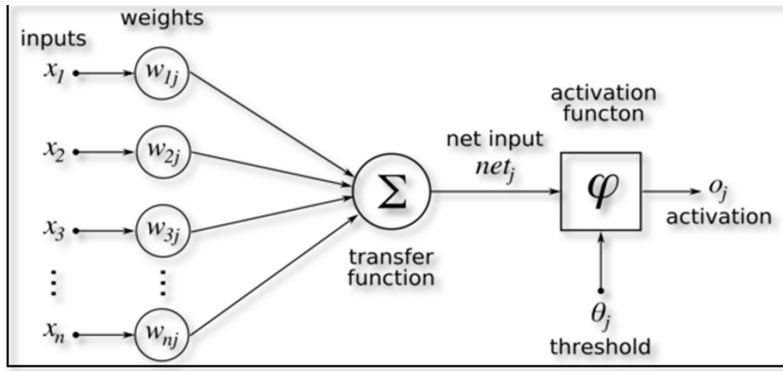 weights
inputs
x₁ w₁ⱼ
activation
functon
x₂ w₂ⱼ
net input
netⱼ
Σ φ oⱼ
activation
x₃ w₃ⱼ
transfer
function
⋮ ⋮
θⱼ
xₙ wₙⱼ
threshold